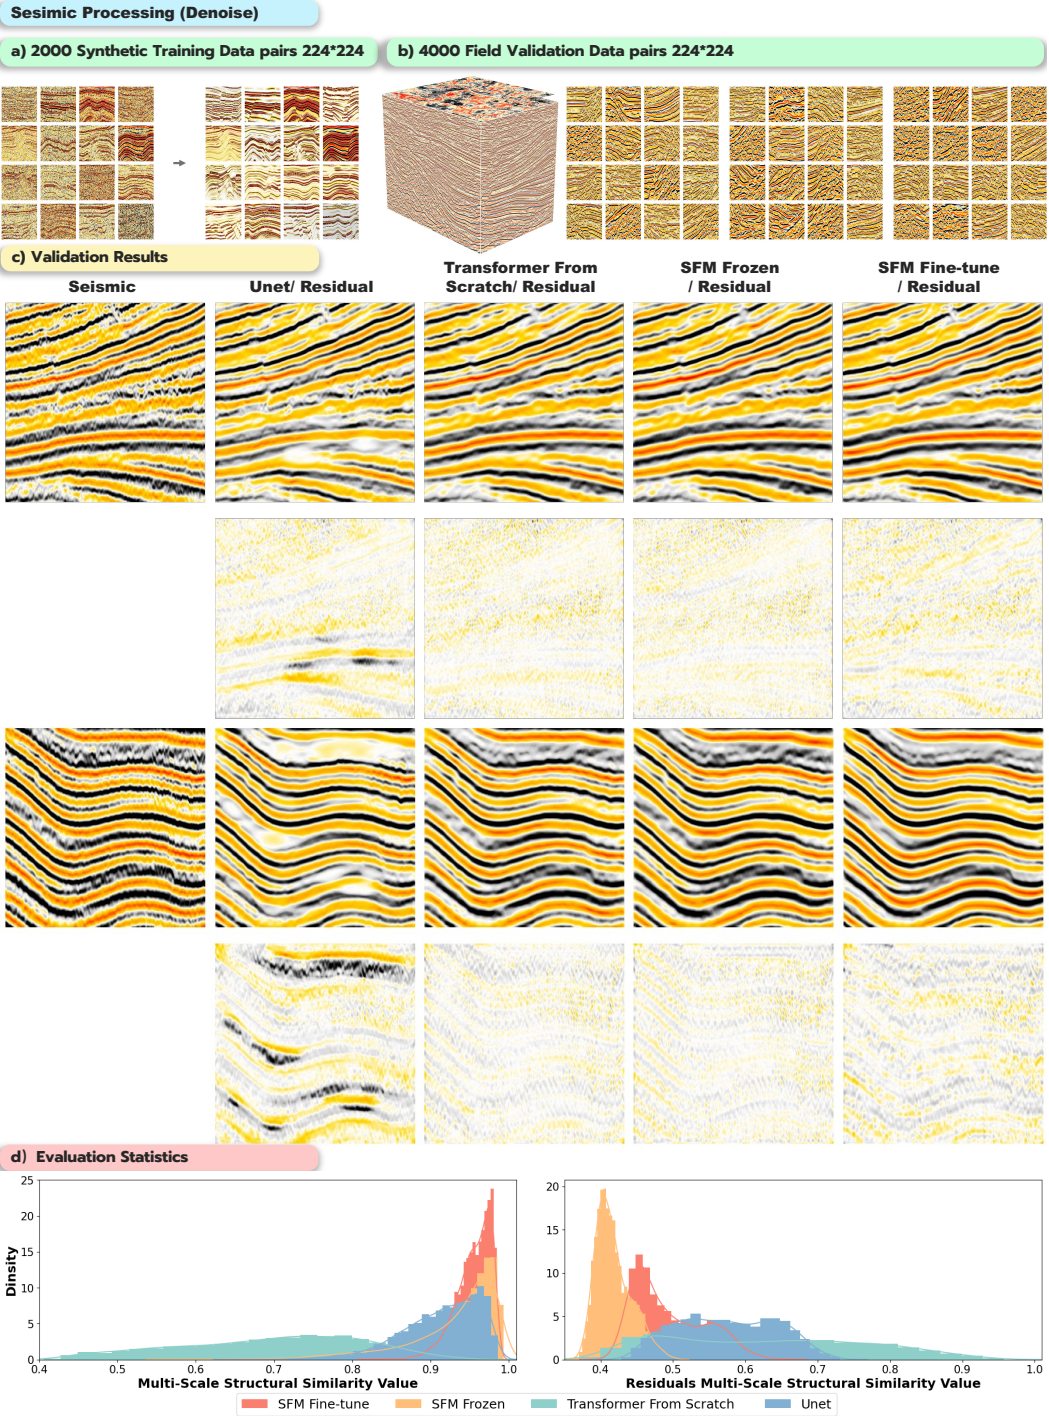 Sesimic Processing (Denoise)
a) 2000 Synthetic Training Data pairs 224*224
b) 4000 Field Validation Data pairs 224*224
c) Validation Results
Seismic
Unet/ Residual
Transformer From
Scratch/ Residual
SFM Frozen
/ Residual
SFM Fine-tune
/ Residual
d) Evaluation Statistics
25
20
15
10
5
0
Dinsity
0.4 0.5 0.6 0.7 0.8 0.9 1.0
Multi-Scale Structural Similarity Value
20
15
10
5
0
0.4 0.5 0.6 0.7 0.8 0.9 1.0
Residuals Multi-Scale Structural Similarity Value
SFM Fine-tune SFM Frozen Transformer From Scratch Unet